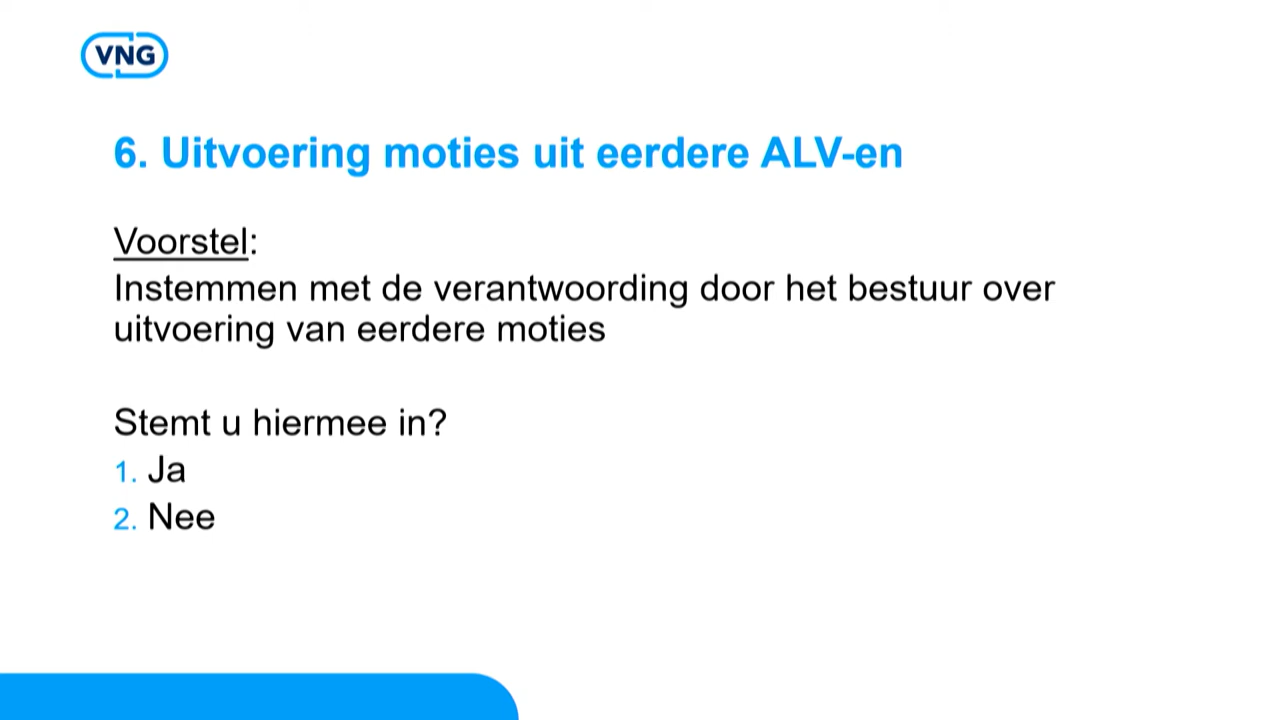 VNG
6. Uitvoering moties uit eerdere ALV-en
Voorstel:
Instemmen met de verantwoording door het bestuur over
uitvoering van eerdere moties
Stemt u hiermee in?
1. Ja
2. Nee